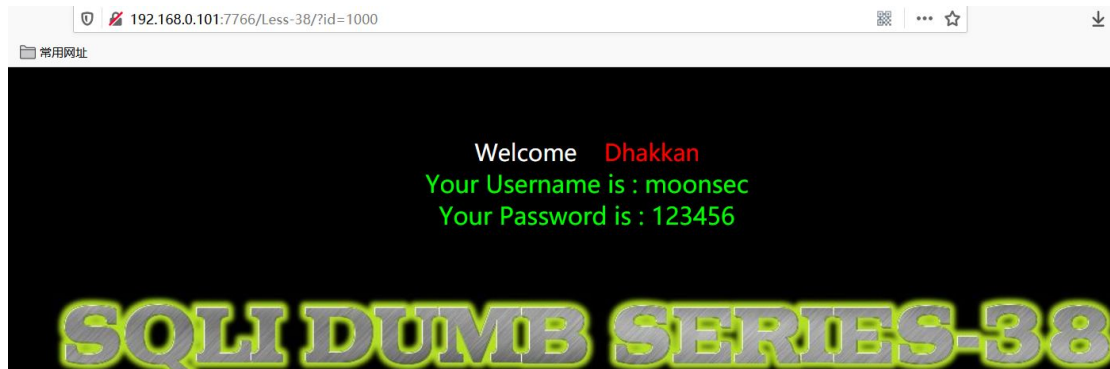 192.168.0.101:7766/Less-38/?id=1000
常用网址
Welcome Dhakkan
Your Username is : moonsec
Your Password is : 123456
SQLI DUMB SERIES-38